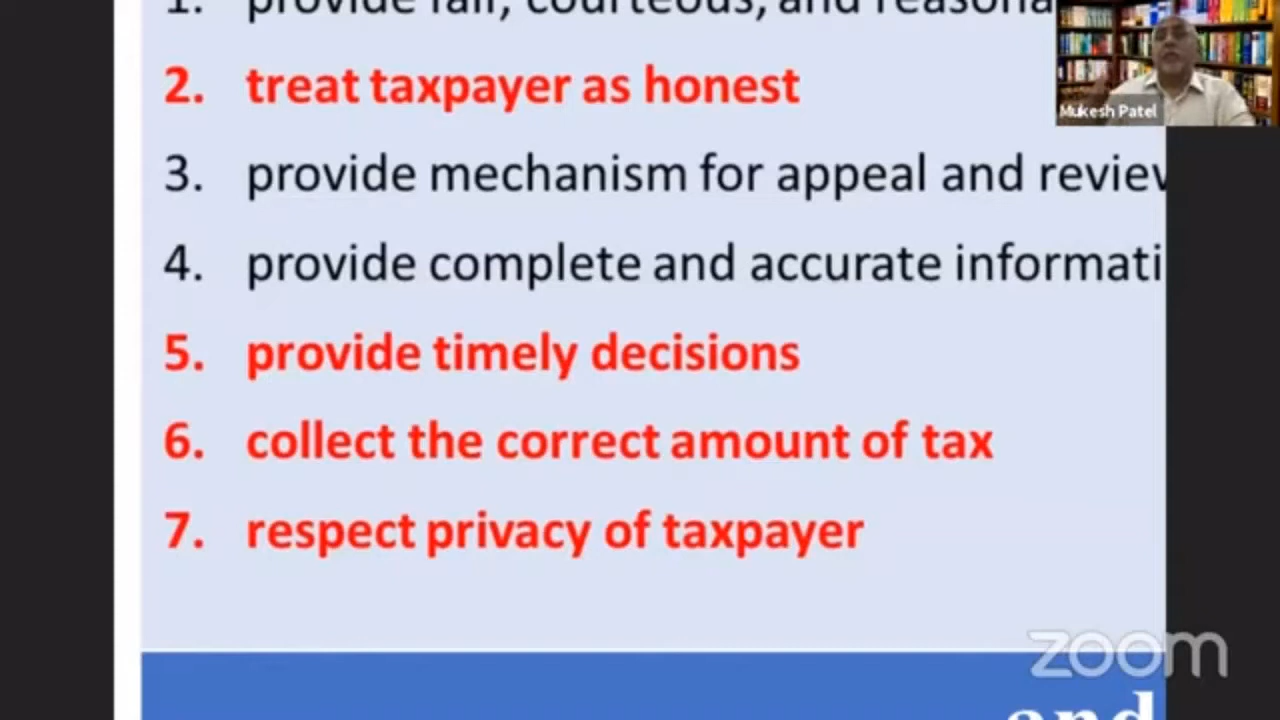 1. provide fair, courteous, and reasona
2. treat taxpayer as honest
Mukesh Patel
3. provide mechanism for appeal and review
4. provide complete and accurate informati
5. provide timely decisions
6. collect the correct amount of tax
7. respect privacy of taxpayer
zoom
and